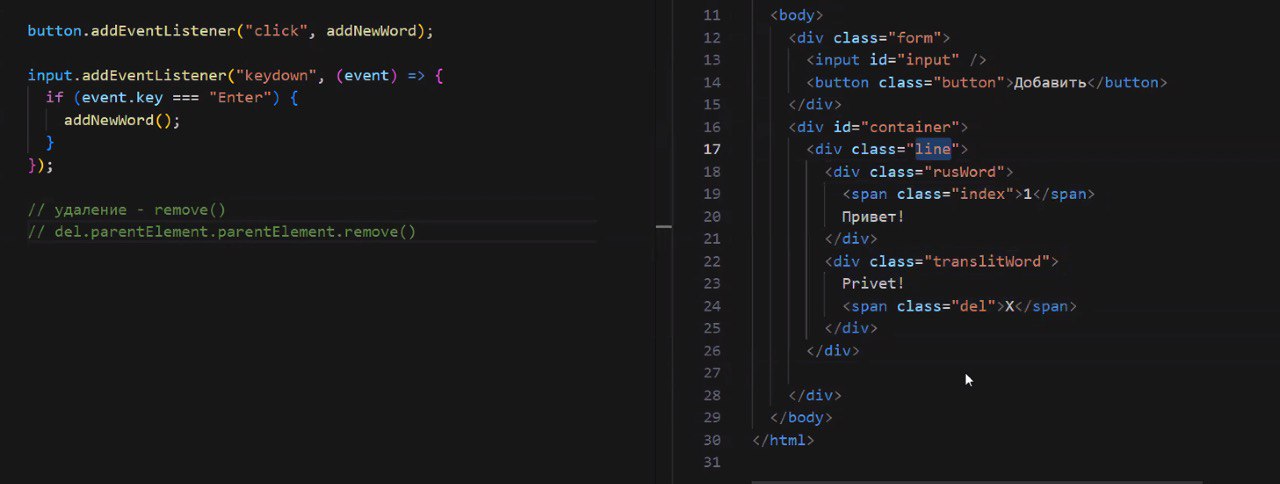 button.addEventListener("click", addNewWord);
input.addEventListener("keydown", (event) => {
if (event.key === "Enter") {
addNewWord();
}
});
// удаление - remove()
// del.parentElement.parentElement.remove()
11 <body>
12 <div class="form">
13 <input id="input" />
14 <button class="button">Добавить</button>
15 </div>
16 <div id="container">
17 <div class="line">
18 <div class="rusWord">
19 <span class="index">1</span>
20 Привет!
21 </div>
22 <div class="translitWord">
23 Privet!
24 <span class="del">X</span>
25 </div>
26 </div>
27
28 </div>
29 </body>
30 </html>
31